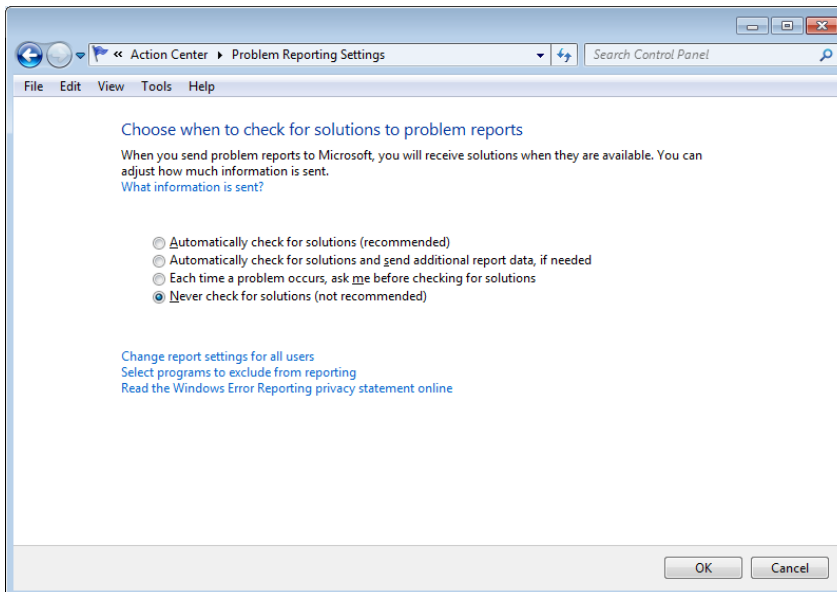 « Action Center ▸ Problem Reporting Settings
Search Control Panel
File Edit View Tools Help
Choose when to check for solutions to problem reports
When you send problem reports to Microsoft, you will receive solutions when they are available. You can
adjust how much information is sent.
What information is sent?
Automatically check for solutions (recommended)
Automatically check for solutions and send additional report data, if needed
Each time a problem occurs, ask me before checking for solutions
Never check for solutions (not recommended)
Change report settings for all users
Select programs to exclude from reporting
Read the Windows Error Reporting privacy statement online
OK Cancel